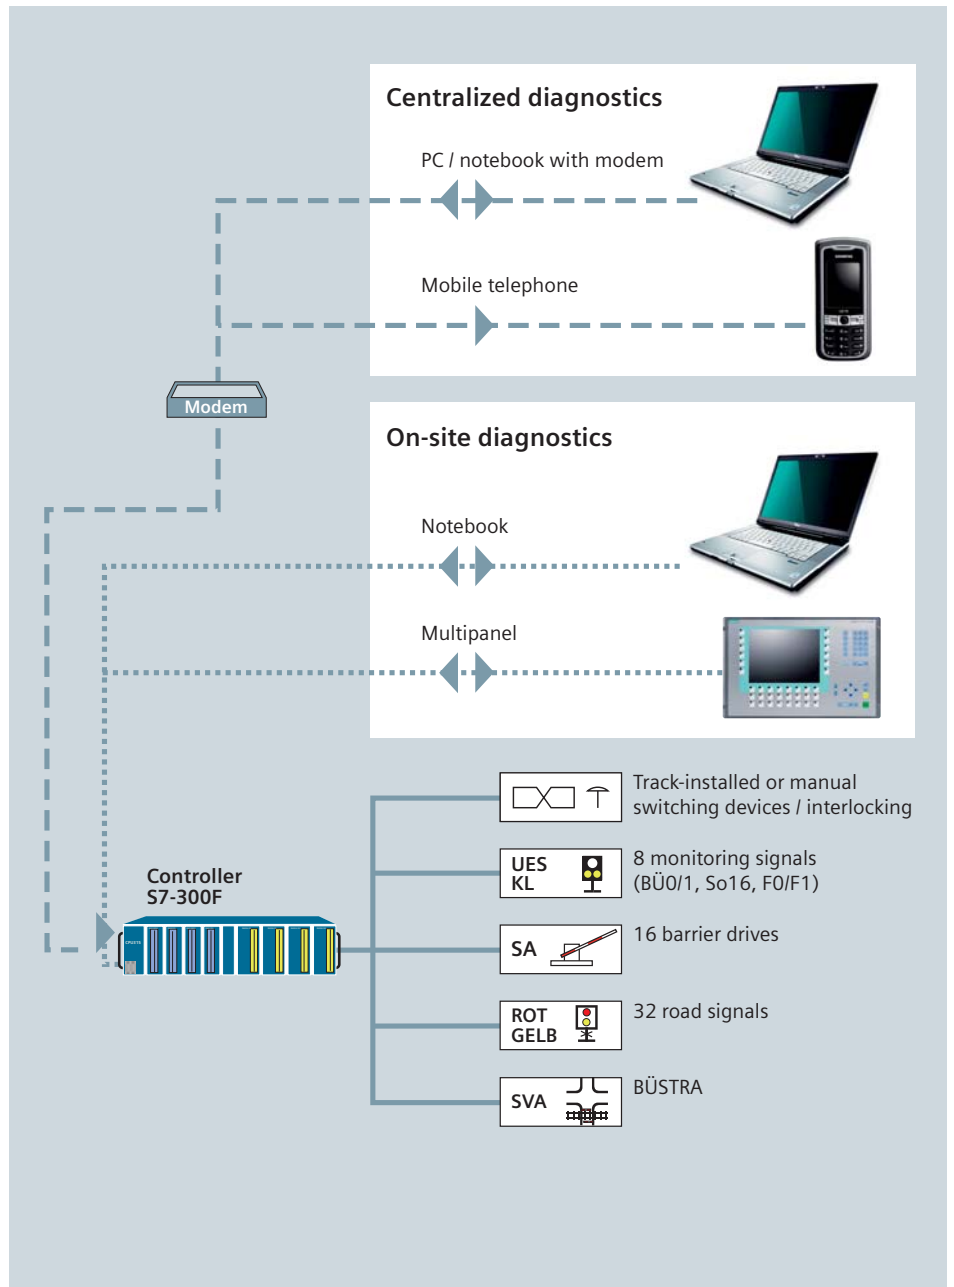 Centralized diagnostics
PC / notebook with modem
Mobile telephone
Modem
On-site diagnostics
Notebook
Multipanel
Track-installed or manual
switching devices / interlocking
UES
KL
8 monitoring signals
(BÜ0/1, So16, F0/F1)
Controller
S7-300F
SA
16 barrier drives
ROT
GELB
32 road signals
SVA
BÜSTRA